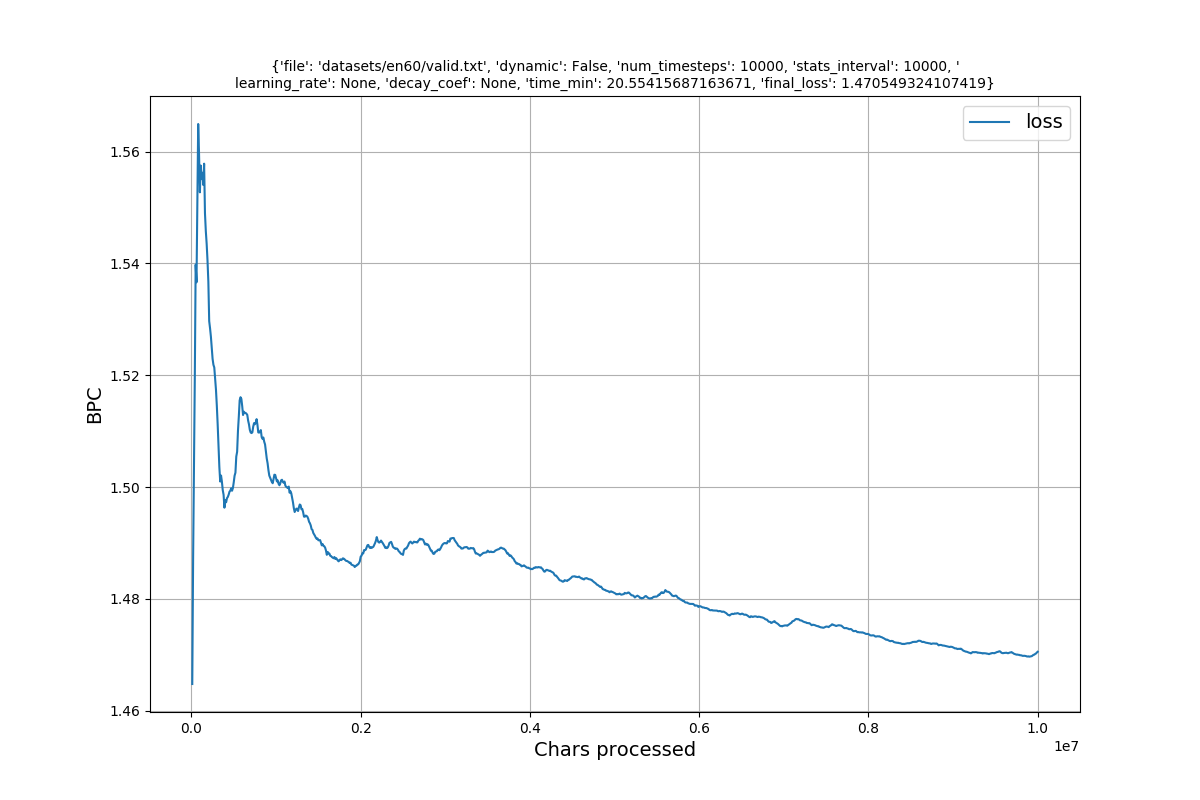 {'file': 'datasets/en60/valid.txt', 'dynamic': False, 'num_timesteps': 10000, 'stats_interval': 10000, '
learning_rate': None, 'decay_coef': None, 'time_min': 20.55415687163671, 'final_loss': 1.470549324107419}
loss
1.56
1.54
1.52
1.50
1.48
1.46
BPC
0.0
0.2
0.4
0.6
0.8
1.0
1e7
Chars processed